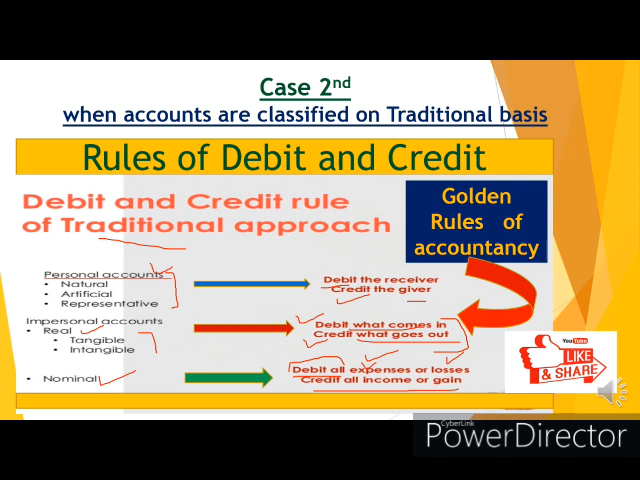 Case 2nd
when accounts are classified on Traditional basis
Rules of Debit and Credit
Debit and Credit rule
of Traditional approach
Golden
Rules of
accountancy
Personal accounts
• Natural
• Artificial
• Representative
Debit the receiver
Credit the giver
Impersonal accounts
• Real
• Tangible
• Intangible
Debit what comes in
Credit what goes out
• Nominal
Debit all expenses or losses
Credit all income or gain
YouTube
LIKE
& SHARE
CyberLink
PowerDirector